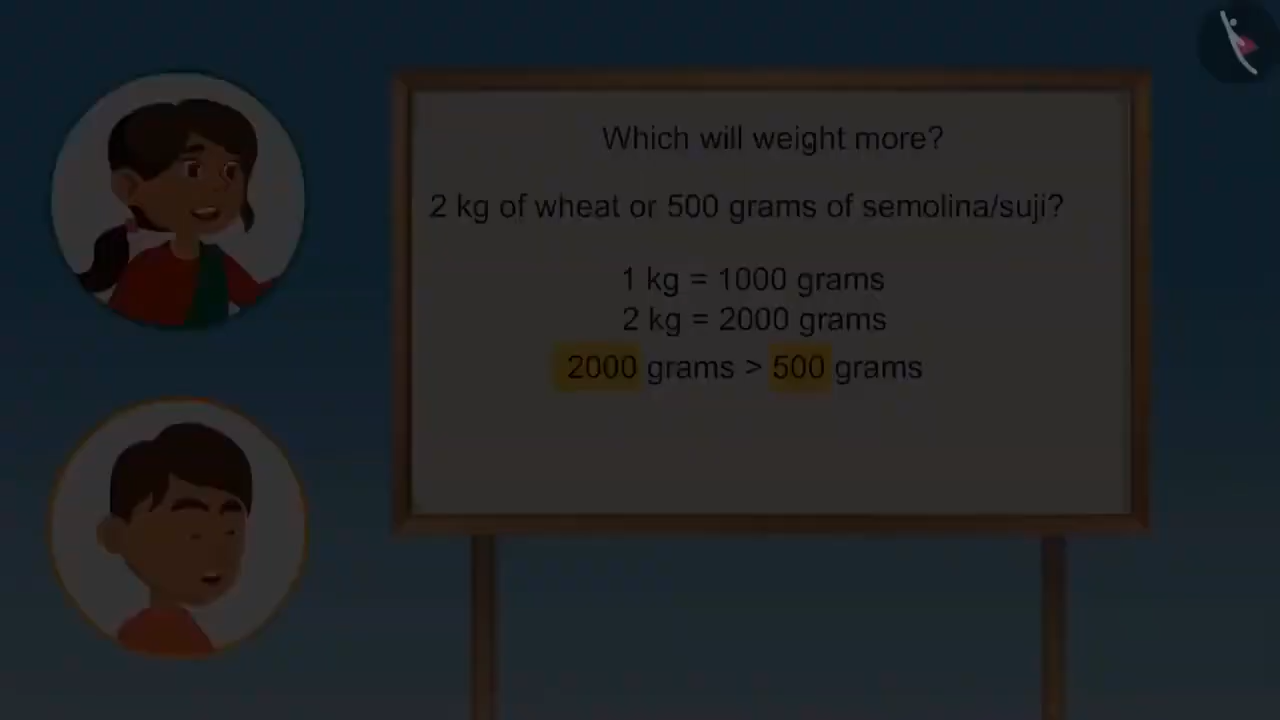 Which will weight more?
2 kg of wheat or 500 grams of semolina/suji?
1 kg = 1000 grams
2 kg = 2000 grams
2000 grams > 500 grams